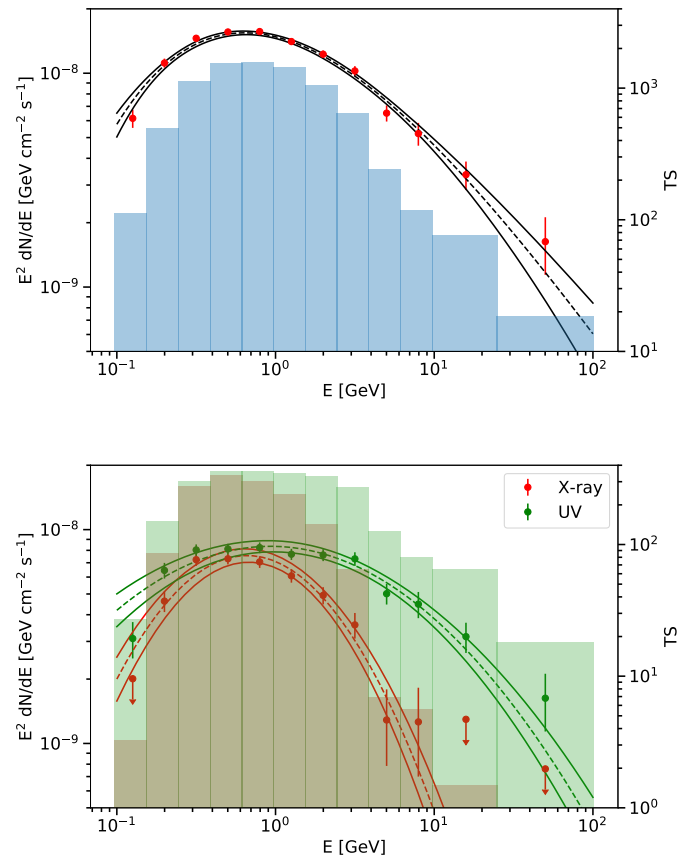 10⁻⁸
10⁻⁹
E² dN/dE [GeV cm⁻² s⁻¹]
10³
10²
10¹
TS
10⁻¹ 10⁰ 10¹ 10²
E [GeV]
X-ray
UV
10⁻⁸
10⁻⁹
E² dN/dE [GeV cm⁻² s⁻¹]
10²
10¹
10⁰
TS
10⁻¹ 10⁰ 10¹ 10²
E [GeV]